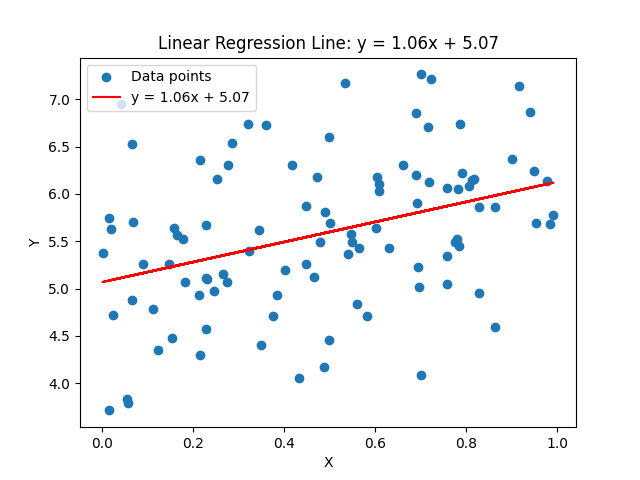 Linear Regression Line: y = 1.06x + 5.07
Data points
y = 1.06x + 5.07
7.0
6.5
6.0
5.5
5.0
4.5
4.0
Y
0.0 0.2 0.4 0.6 0.8 1.0
X